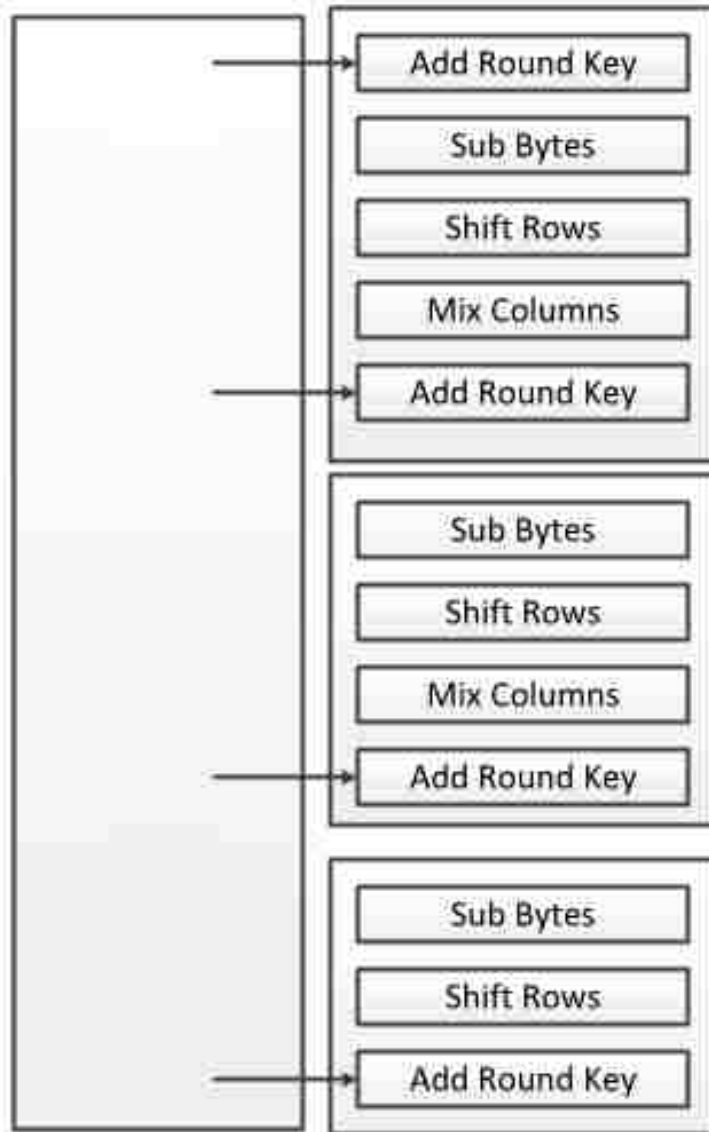 Add Round Key
Sub Bytes
Shift Rows
Mix Columns
Add Round Key
Sub Bytes
Shift Rows
Mix Columns
Add Round Key
Sub Bytes
Shift Rows
Add Round Key